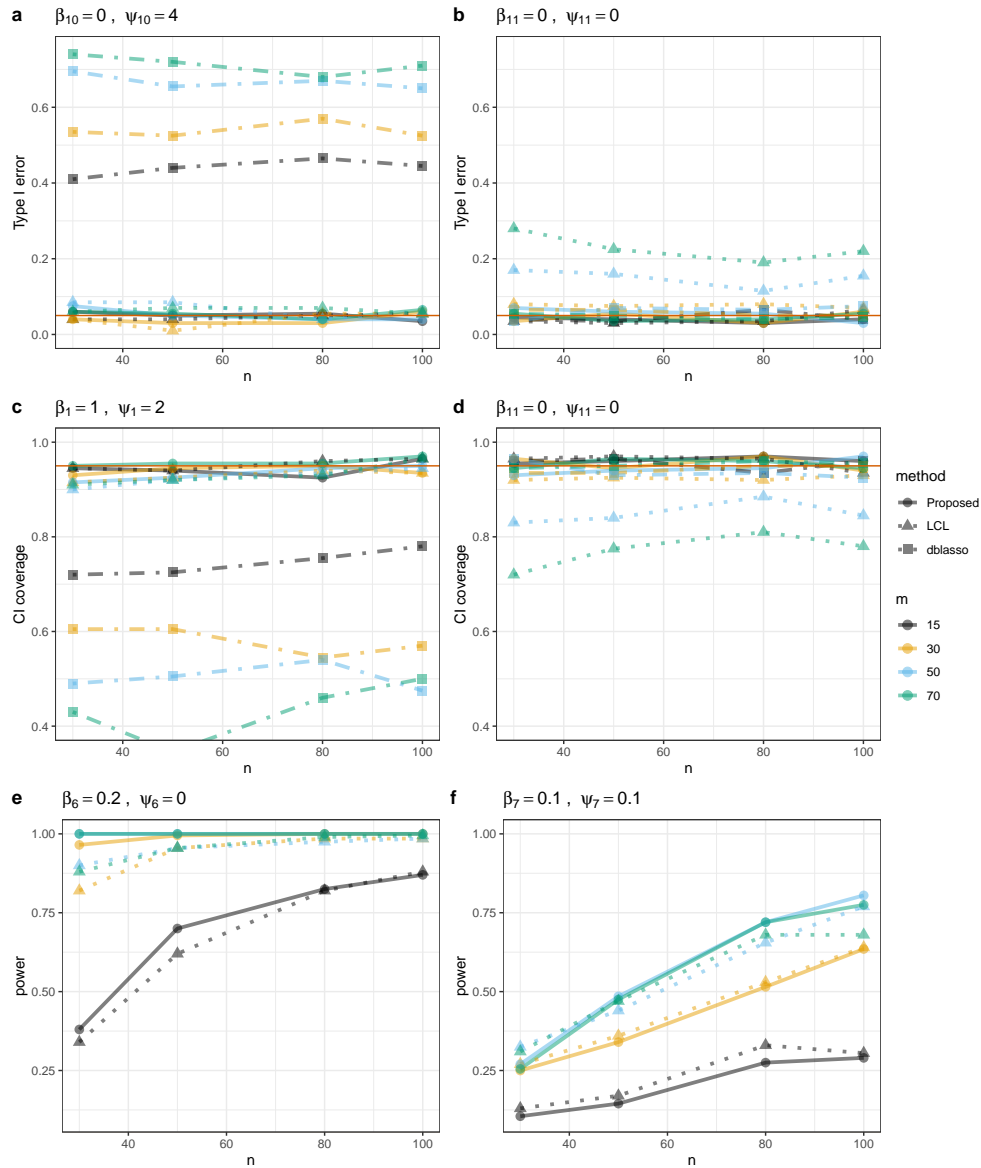 a
β10 = 0 , ψ10 = 4
Type I error
0.6
0.4
0.2
0.0
40
60
80
100
n
b
β11 = 0 , ψ11 = 0
Type I error
0.6
0.4
0.2
0.0
40
60
80
100
n
c
β1 = 1 , ψ1 = 2
CI coverage
1.0
0.8
0.6
0.4
40
60
80
100
n
d
β11 = 0 , ψ11 = 0
CI coverage
1.0
0.8
0.6
0.4
40
60
80
100
n
method
Proposed
LCL
dblasso
m
15
30
50
70
e
β6 = 0.2 , ψ6 = 0
power
1.00
0.75
0.50
0.25
40
60
80
100
n
f
β7 = 0.1 , ψ7 = 0.1
power
1.00
0.75
0.50
0.25
40
60
80
100
n